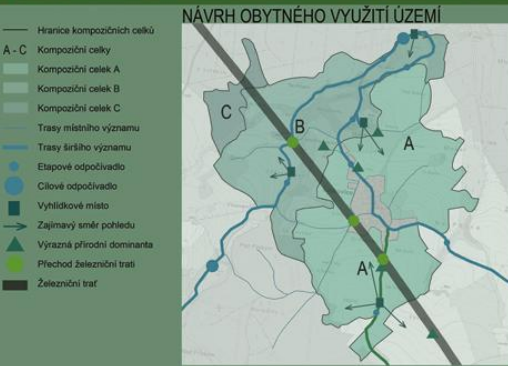 NÁVRH OBYTNÉHO VYUŽITÍ ÚZEMÍ
Hranice kompozičních celků
A - C Kompoziční celky
Kompoziční celek A
Kompoziční celek B
Kompoziční celek C
Trasy místního významu
Trasy širšího významu
Etapové odpočívadlo
Cílové odpočívadlo
Vyhlídkové místo
Zajímavý směr pohledu
Výrazná přírodní dominanta
Přechod železniční trati
Železniční trať
C
B
A
A